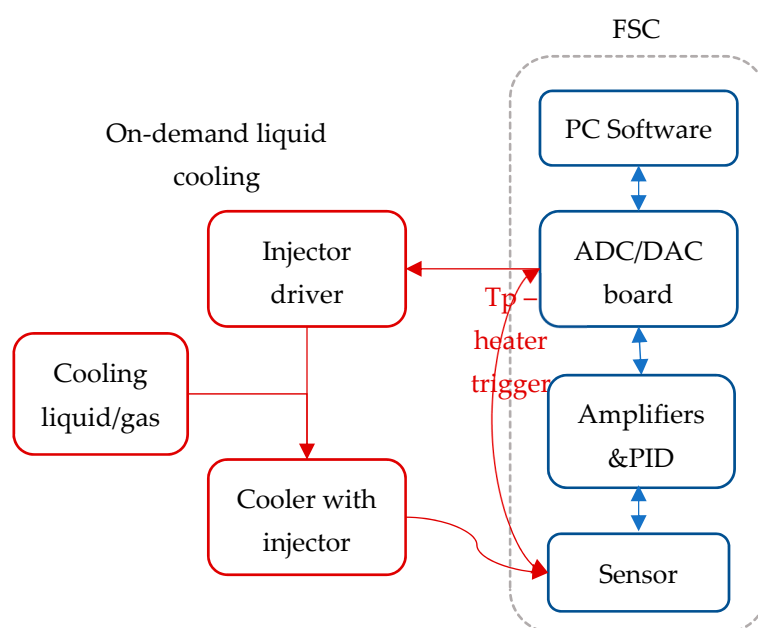 FSC
PC Software
On-demand liquid
cooling
Injector
driver
ADC/DAC
board
Tp –
heater
trigger
Cooling
liquid/gas
Amplifiers
&PID
Cooler with
injector
Sensor